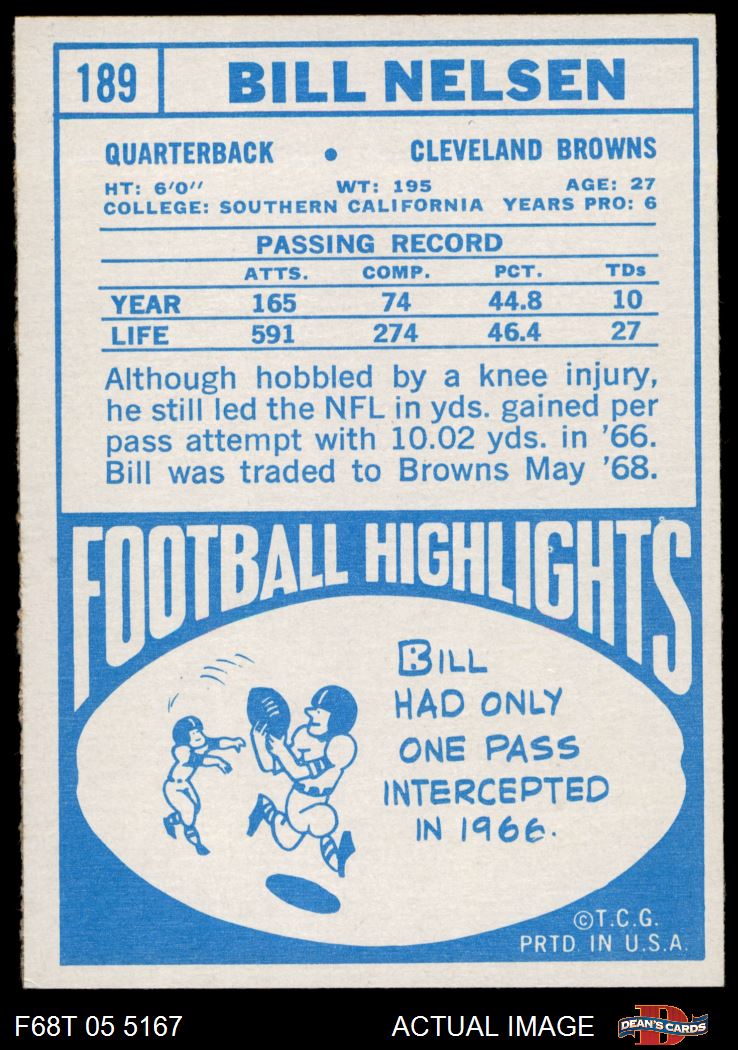 189 BILL NELSEN
QUARTERBACK • CLEVELAND BROWNS
HT: 6'0" WT: 195 AGE: 27
COLLEGE: SOUTHERN CALIFORNIA YEARS PRO: 6
PASSING RECORD
ATTS. COMP. PCT. TDs
YEAR 165 74 44.8 10
LIFE 591 274 46.4 27
Although hobbled by a knee injury,
he still led the NFL in yds. gained per
pass attempt with 10.02 yds. in '66.
Bill was traded to Browns May '68.
FOOTBALL HIGHLIGHTS
BILL
HAD ONLY
ONE PASS
INTERCEPTED
IN 1966.
©T.C.G.
PRTD. IN U.S.A.
F68T 05 5167 ACTUAL IMAGE D DEAN'S CARDS